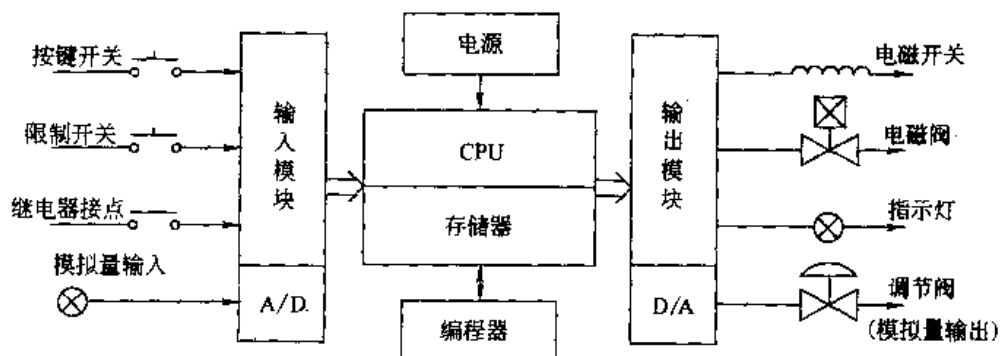 按键开关
限制开关
继电器接点
模拟量输入
输入模块
A/D.
电源
CPU
存储器
编程器
输出模块
D/A
电磁开关
电磁阀
指示灯
调节阀
(模拟量输出)